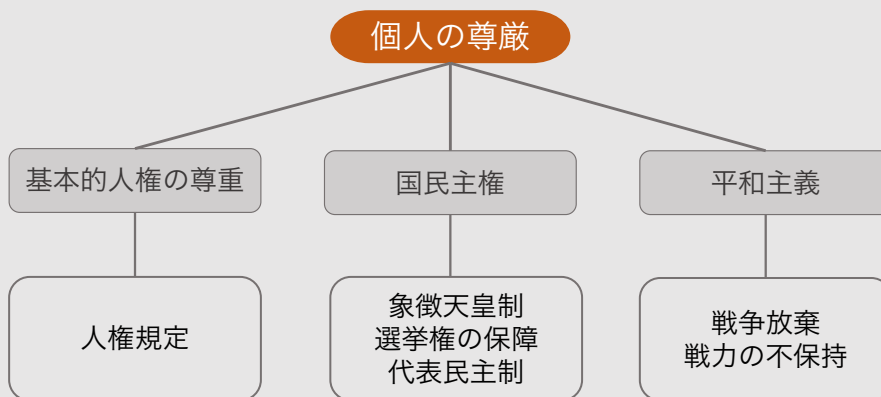 個人の尊厳
基本的人権の尊重
国民主権
平和主義
人権規定
象徴天皇制
選挙権の保障
代表民主制
戦争放棄
戦力の不保持